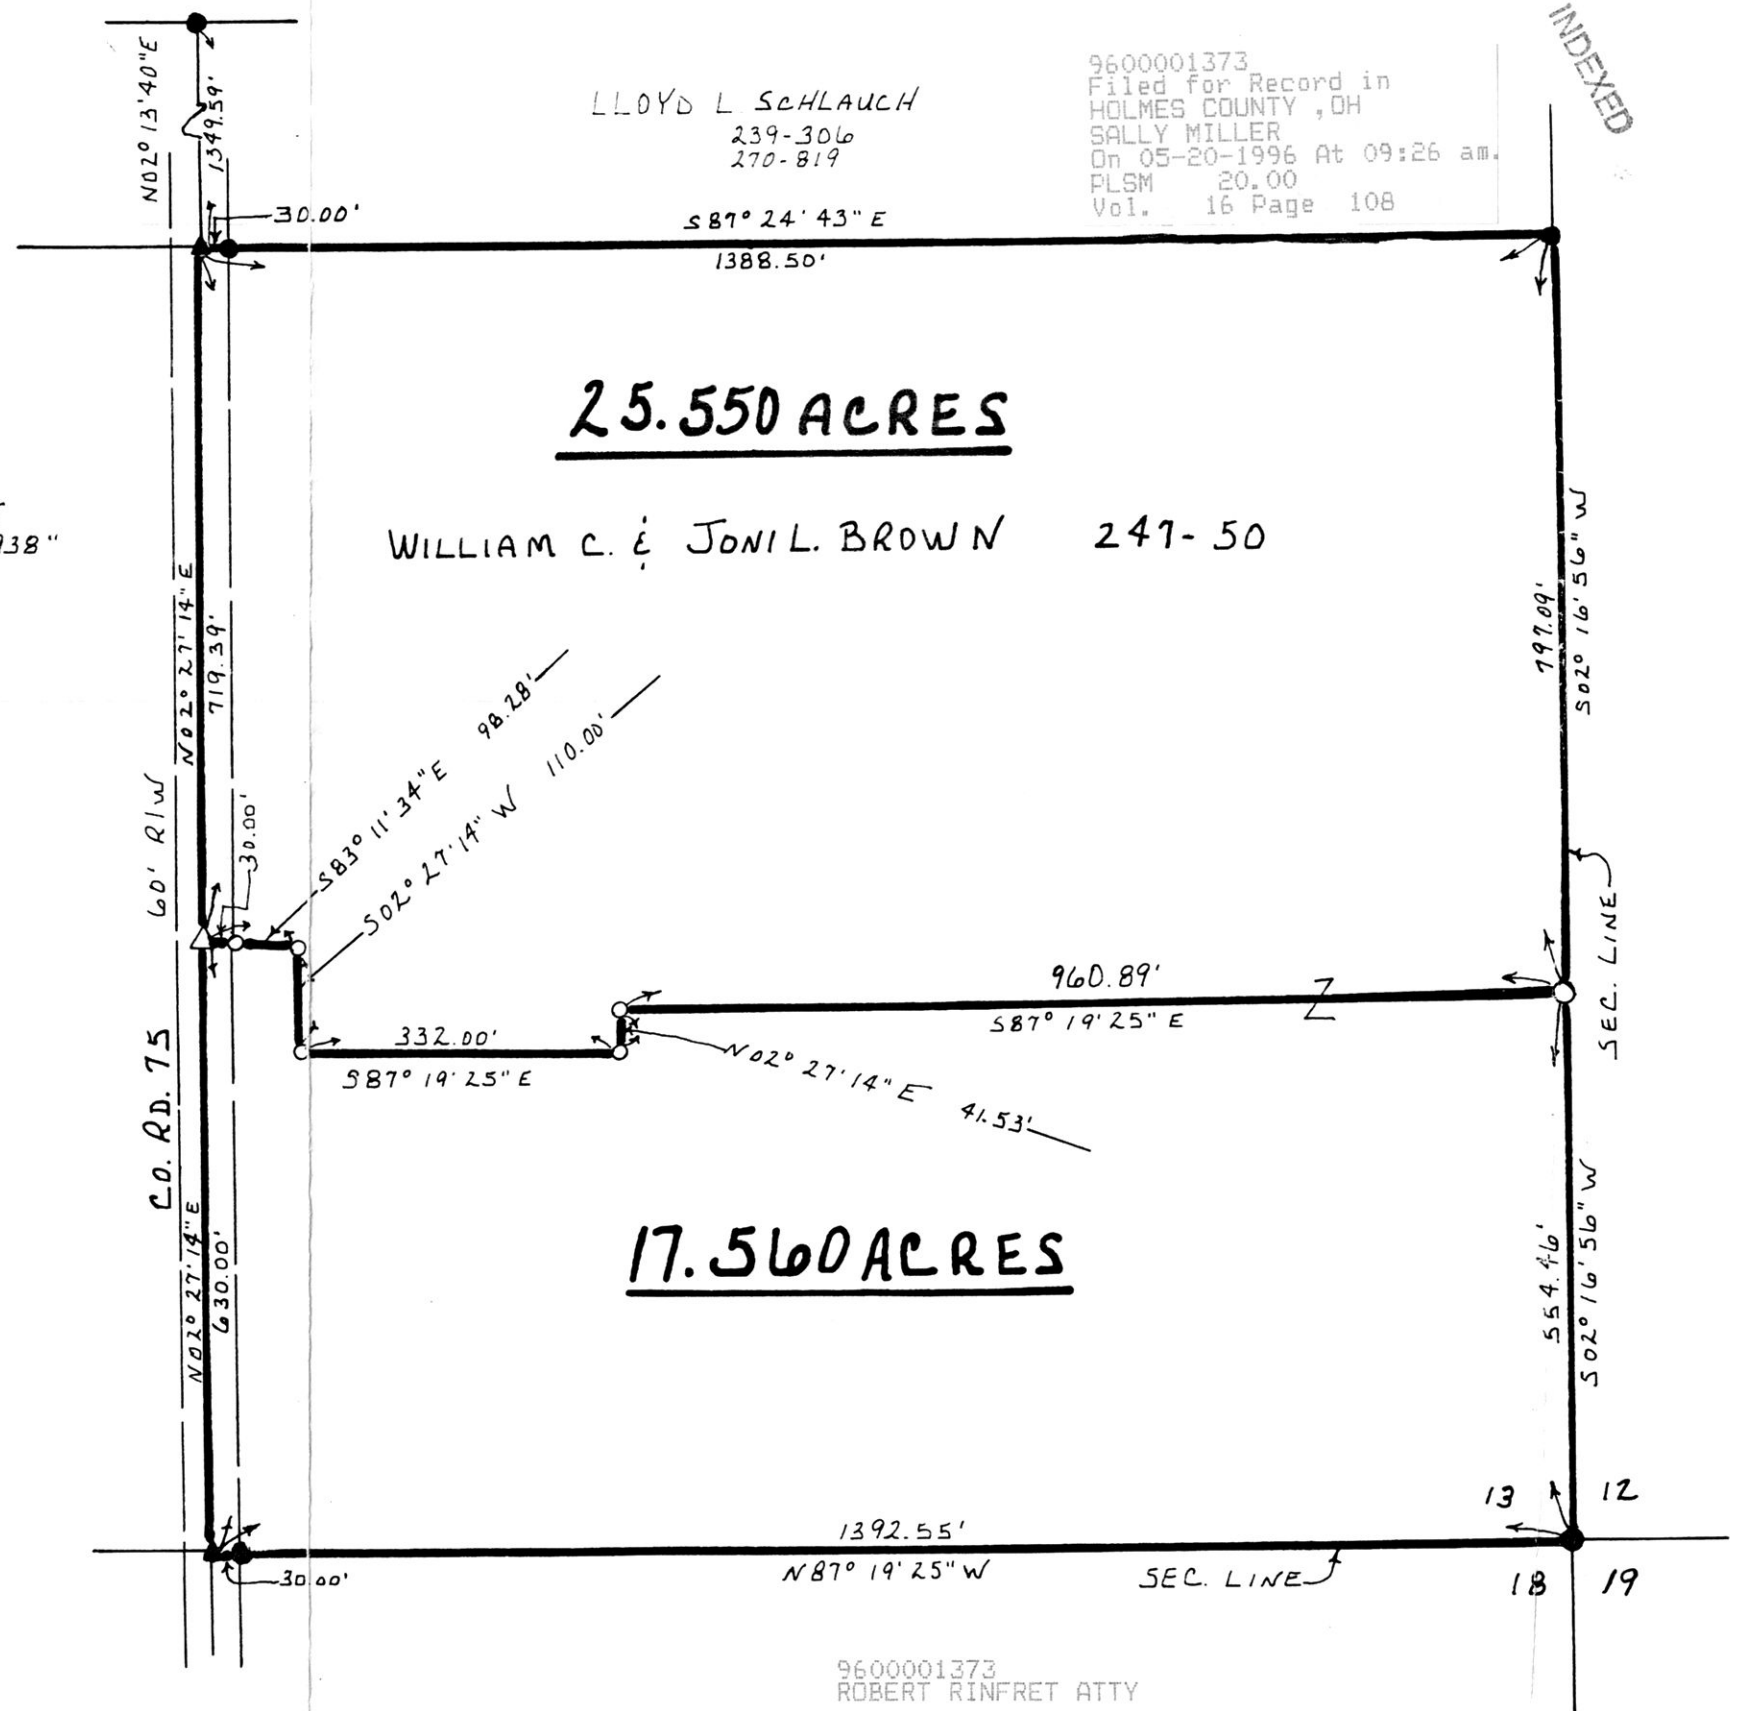 INDEXED
N02° 13' 40" E
1349.59'
LLOYD L SCHLAUCH
239-306
270-819
9600001373
Filed for Record in
HOLMES COUNTY , OH
SALLY MILLER
On 05-20-1996 At 09:26 am.
PLSM 20.00
Vol. 16 Page 108
30.00'
S87° 24' 43" E
1388.50'
25.550 ACRES
WILLIAM C. & JONI L. BROWN 247-50
38"
N02° 27' 14" E
719.39'
797.09'
S02° 16' 56" W
S83° 11' 34" E 98.28'
S02° 27' 14" W 110.00'
60' R/W
30.00'
SEC. LINE
960.89'
S87° 19' 25" E
332.00'
S87° 19' 25" E
N02° 27' 14" E 41.53'
CO. RD. 75
N02° 27' 14" E
630.00'
17.560 ACRES
554.46'
S02° 16' 56" W
13 12
1392.55'
N87° 19' 25" W
SEC. LINE
30.00'
18 19
9600001373
ROBERT RINFRET ATTY